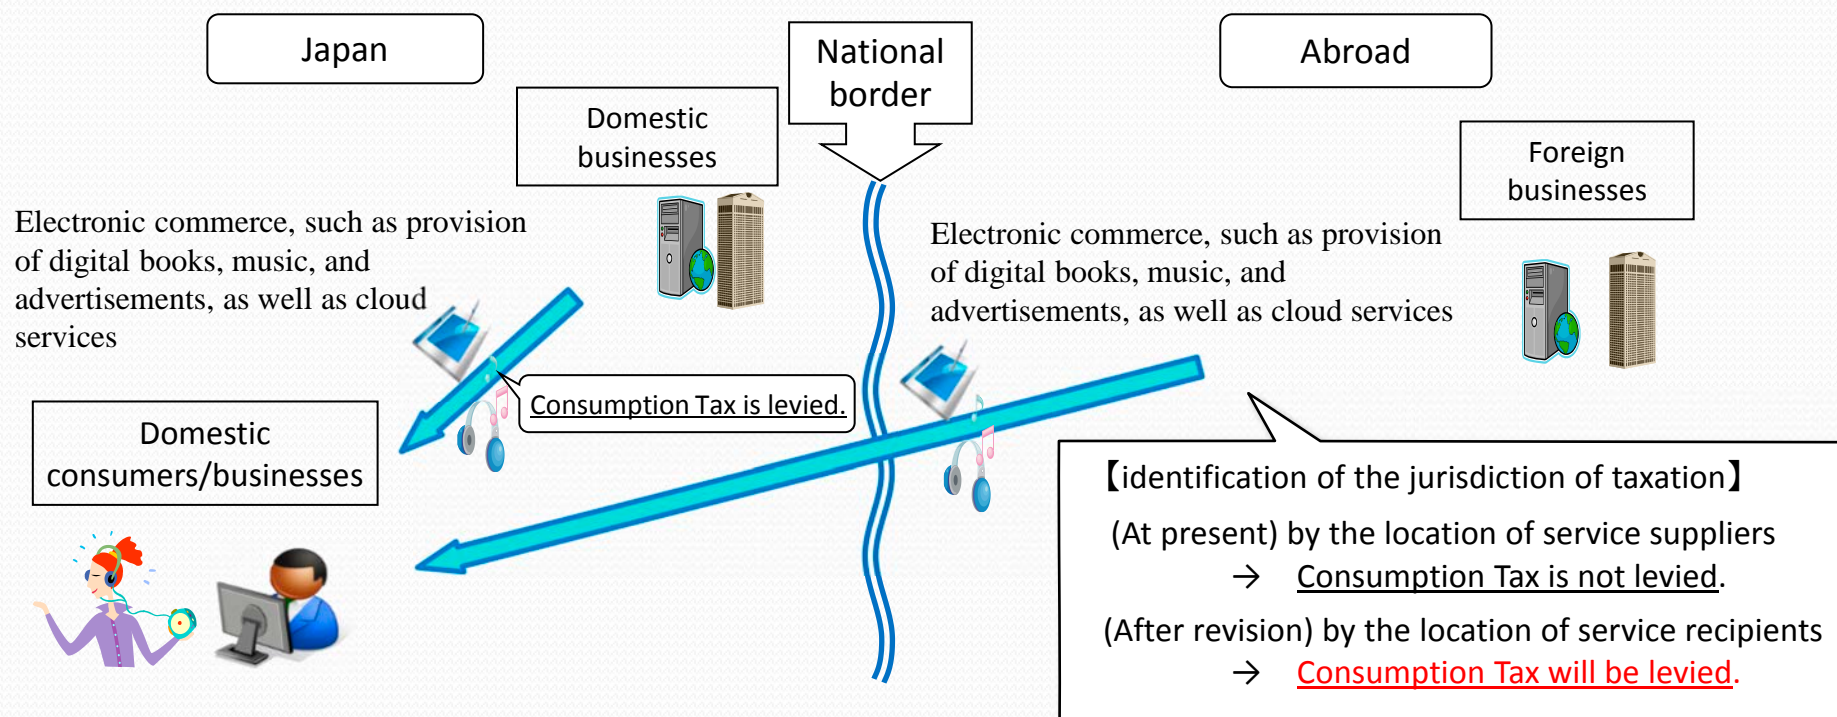 Japan
National
border
Abroad
Domestic
businesses
Foreign
businesses
Electronic commerce, such as provision
of digital books, music, and
advertisements, as well as cloud
services
Electronic commerce, such as provision
of digital books, music, and
advertisements, as well as cloud services
Consumption Tax is levied.
Domestic
consumers/businesses
【identification of the jurisdiction of taxation】
(At present) by the location of service suppliers
→ Consumption Tax is not levied.
(After revision) by the location of service recipients
→ Consumption Tax will be levied.